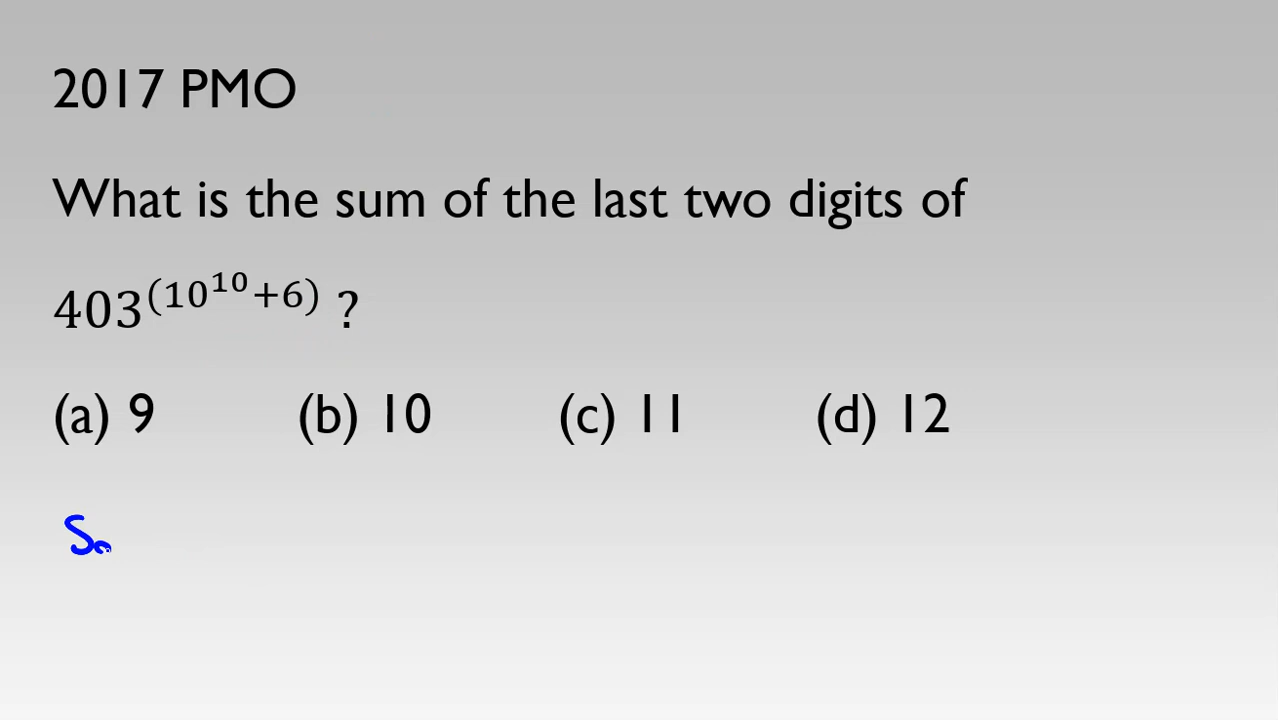 2017 PMO
What is the sum of the last two digits of
403^(10^10+6) ?
(a) 9 (b) 10 (c) 11 (d) 12